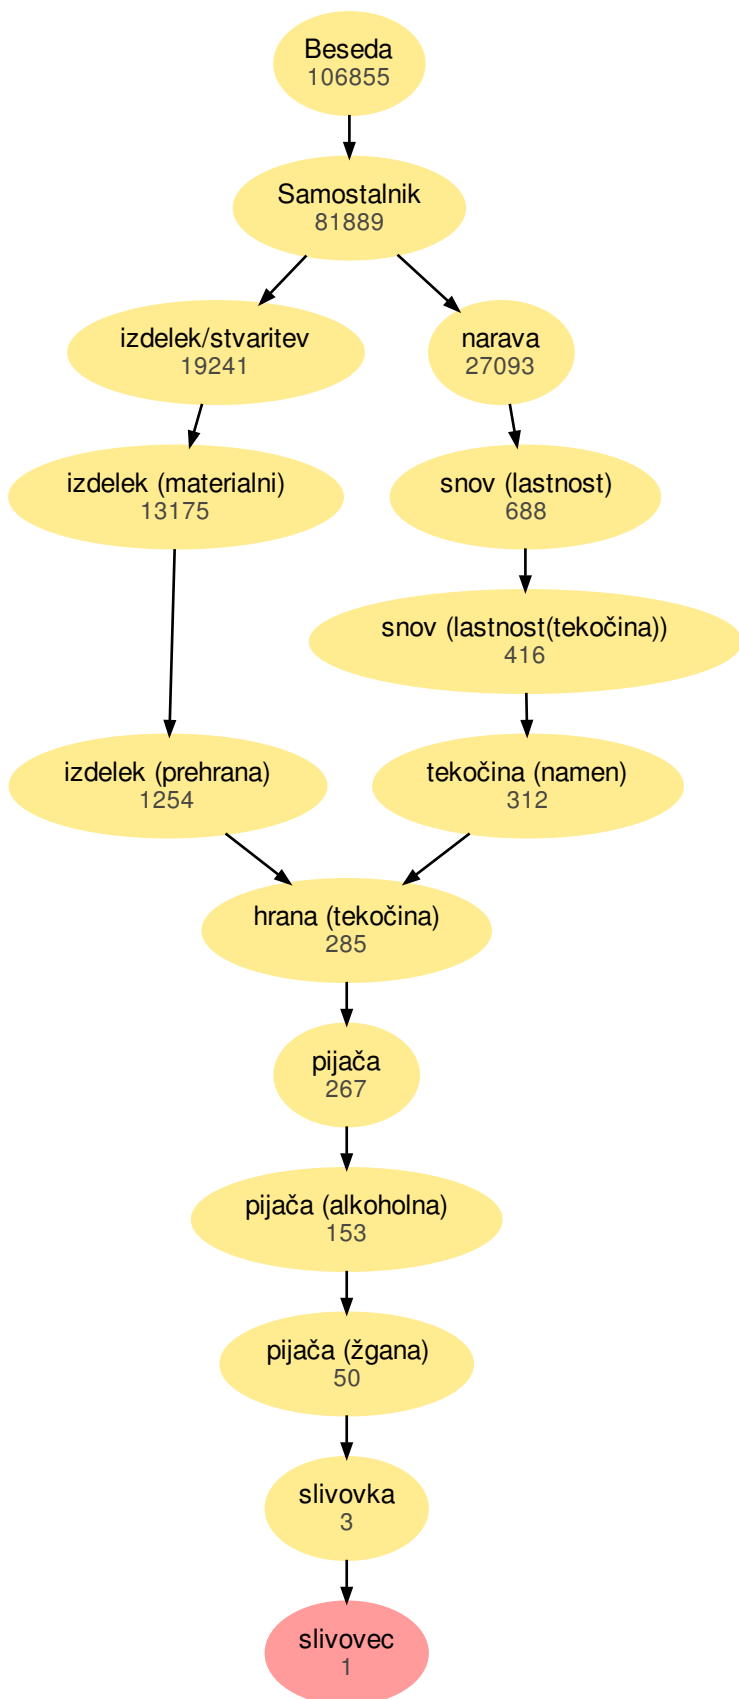 Beseda
106855
Samostalnik
81889
izdelek/stvaritev
19241
narava
27093
izdelek (materialni)
13175
snov (lastnost)
688
snov (lastnost(tekočina))
416
izdelek (prehrana)
1254
tekočina (namen)
312
hrana (tekočina)
285
pijača
267
pijača (alkoholna)
153
pijača (žgana)
50
slivovka
3
slivovec
1